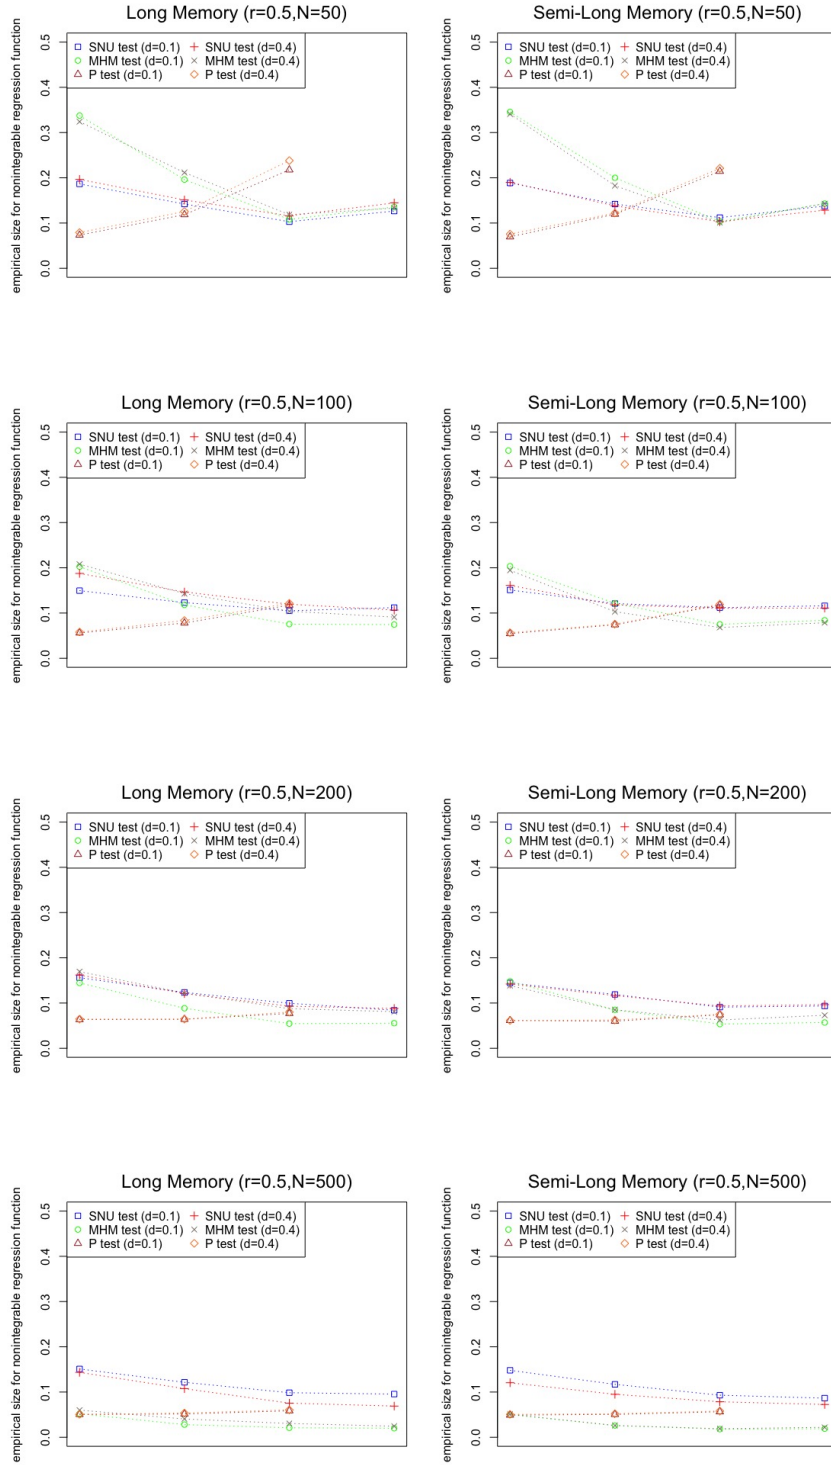 Long Memory (r=0.5,N=50)
empirical size for nonintegrable regression function
0.0 0.1 0.2 0.3 0.4 0.5
SNU test (d=0.1) SNU test (d=0.4)
MHM test (d=0.1) MHM test (d=0.4)
P test (d=0.1) P test (d=0.4)
Semi-Long Memory (r=0.5,N=50)
empirical size for nonintegrable regression function
0.0 0.1 0.2 0.3 0.4 0.5
SNU test (d=0.1) SNU test (d=0.4)
MHM test (d=0.1) MHM test (d=0.4)
P test (d=0.1) P test (d=0.4)
Long Memory (r=0.5,N=100)
empirical size for nonintegrable regression function
0.0 0.1 0.2 0.3 0.4 0.5
SNU test (d=0.1) SNU test (d=0.4)
MHM test (d=0.1) MHM test (d=0.4)
P test (d=0.1) P test (d=0.4)
Semi-Long Memory (r=0.5,N=100)
empirical size for nonintegrable regression function
0.0 0.1 0.2 0.3 0.4 0.5
SNU test (d=0.1) SNU test (d=0.4)
MHM test (d=0.1) MHM test (d=0.4)
P test (d=0.1) P test (d=0.4)
Long Memory (r=0.5,N=200)
empirical size for nonintegrable regression function
0.0 0.1 0.2 0.3 0.4 0.5
SNU test (d=0.1) SNU test (d=0.4)
MHM test (d=0.1) MHM test (d=0.4)
P test (d=0.1) P test (d=0.4)
Semi-Long Memory (r=0.5,N=200)
empirical size for nonintegrable regression function
0.0 0.1 0.2 0.3 0.4 0.5
SNU test (d=0.1) SNU test (d=0.4)
MHM test (d=0.1) MHM test (d=0.4)
P test (d=0.1) P test (d=0.4)
Long Memory (r=0.5,N=500)
empirical size for nonintegrable regression function
0.0 0.1 0.2 0.3 0.4 0.5
SNU test (d=0.1) SNU test (d=0.4)
MHM test (d=0.1) MHM test (d=0.4)
P test (d=0.1) P test (d=0.4)
Semi-Long Memory (r=0.5,N=500)
empirical size for nonintegrable regression function
0.0 0.1 0.2 0.3 0.4 0.5
SNU test (d=0.1) SNU test (d=0.4)
MHM test (d=0.1) MHM test (d=0.4)
P test (d=0.1) P test (d=0.4)